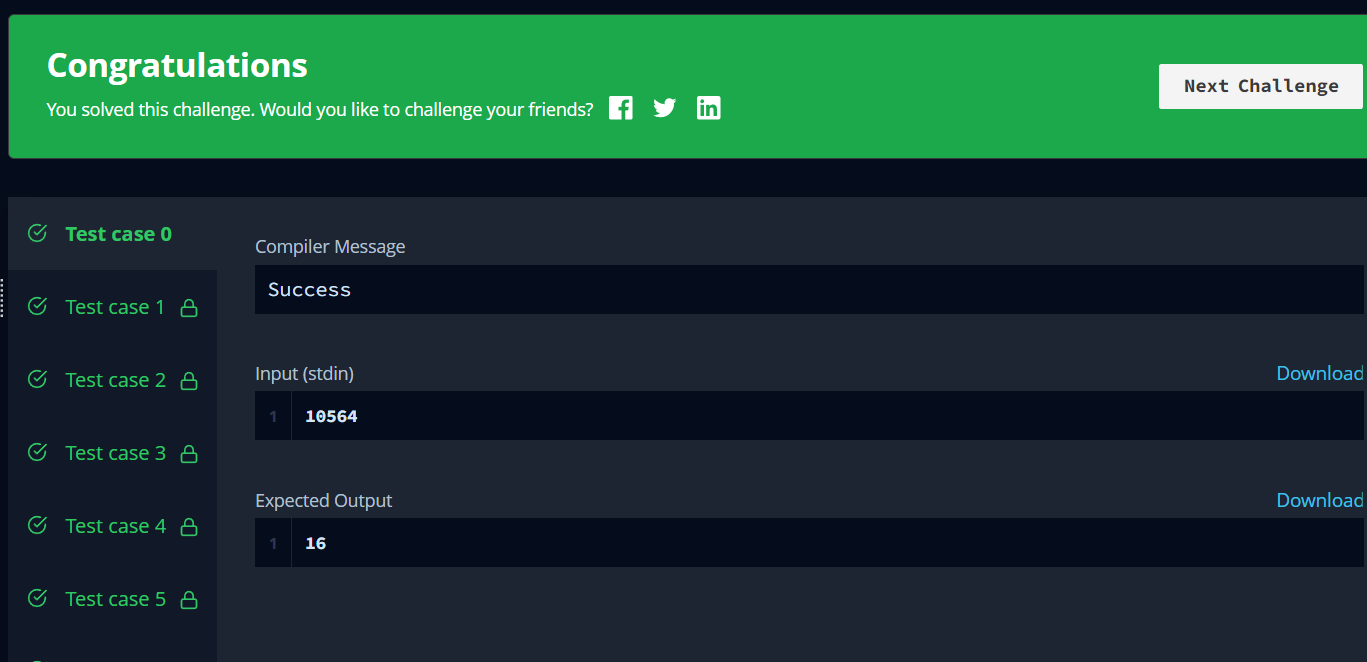 Congratulations
You solved this challenge. Would you like to challenge your friends?
Next Challenge
Test case 0
Test case 1
Test case 2
Test case 3
Test case 4
Test case 5
Compiler Message
Success
Input (stdin)
Download
1 10564
Expected Output
Download
1 16